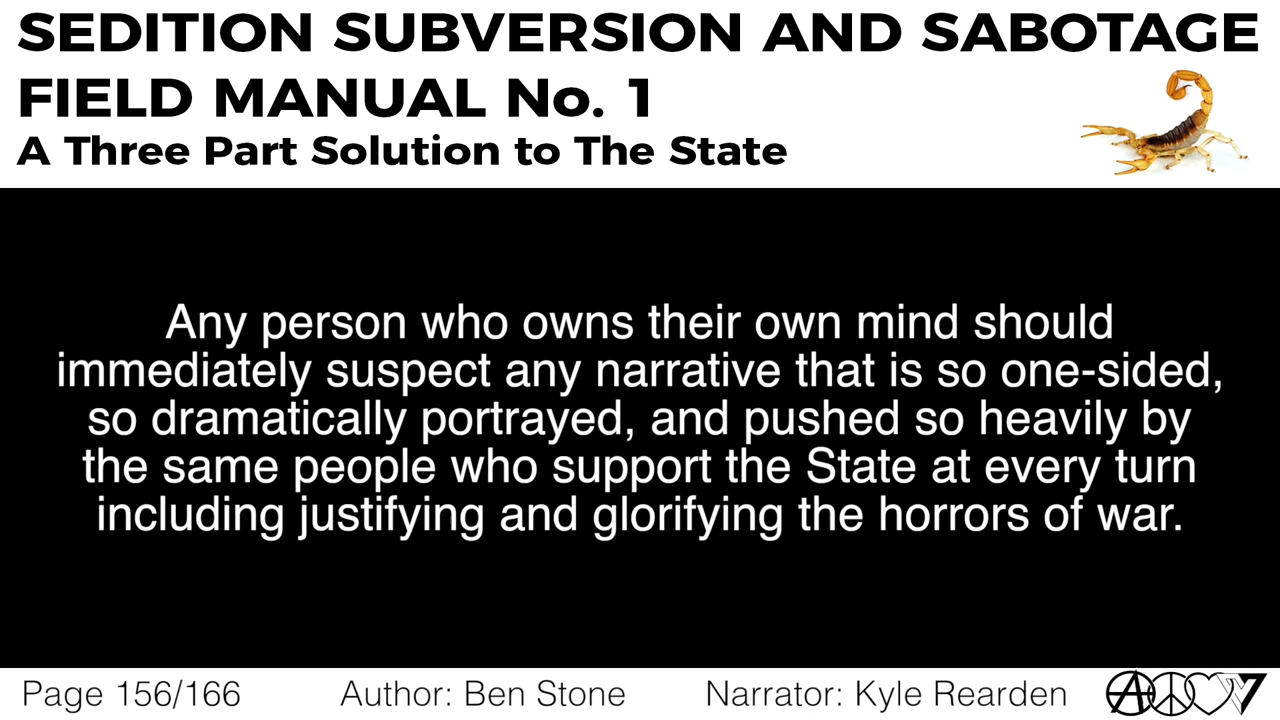 SEDITION SUBVERSION AND SABOTAGE
FIELD MANUAL No. 1
A Three Part Solution to The State
Any person who owns their own mind should
immediately suspect any narrative that is so one-sided,
so dramatically portrayed, and pushed so heavily by
the same people who support the State at every turn
including justifying and glorifying the horrors of war.
Page 156/166 Author: Ben Stone Narrator: Kyle Rearden